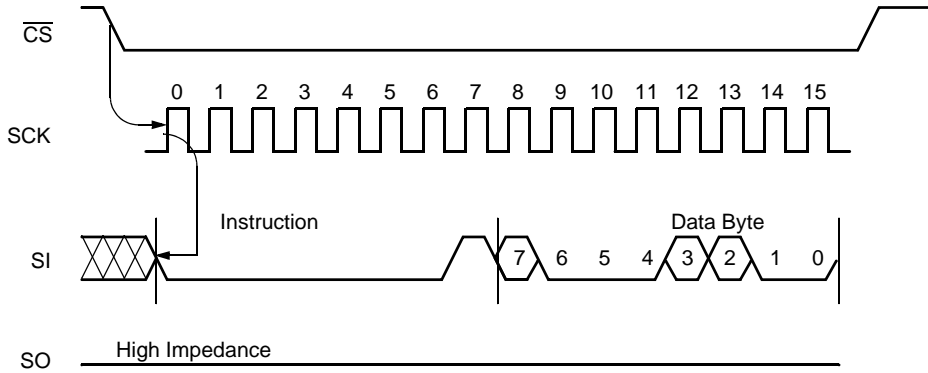 CS
0 1 2 3 4 5 6 7 8 9 10 11 12 13 14 15
SCK
Instruction Data Byte
SI 7 6 5 4 3 2 1 0
High Impedance
SO